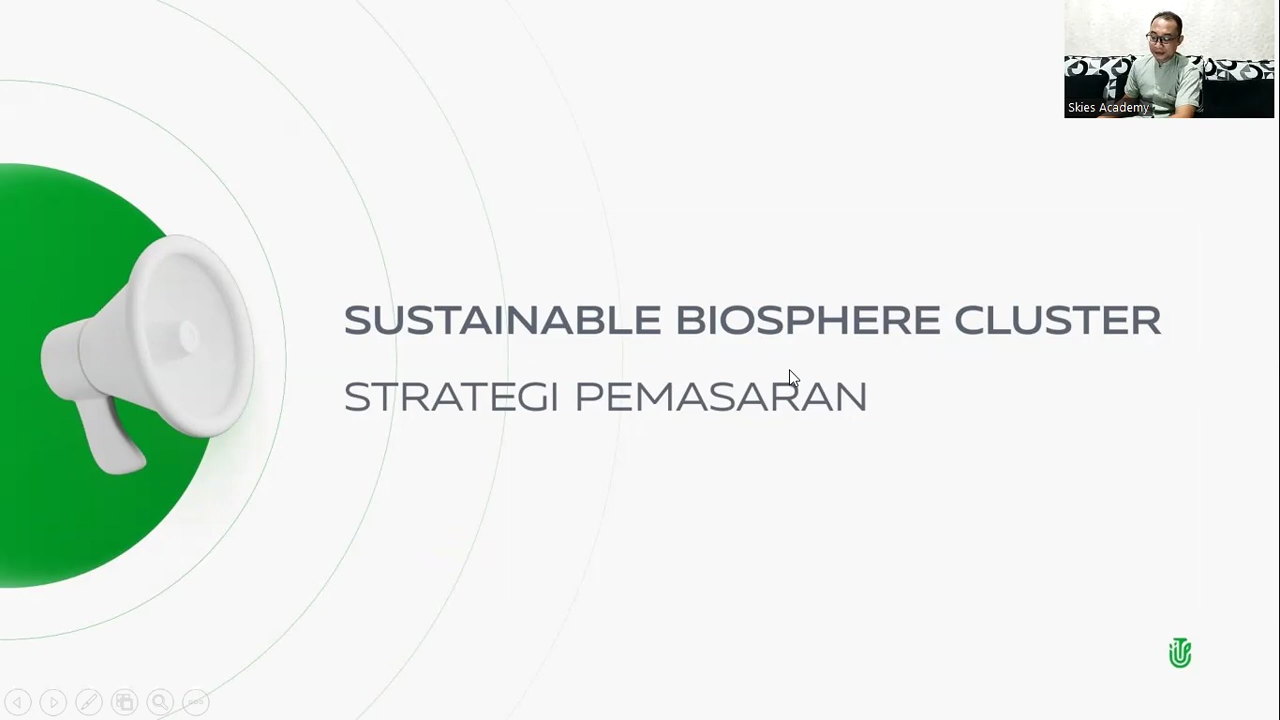 Skies Academy
SUSTAINABLE BIOSPHERE CLUSTER
STRATEGI PEMASARAN